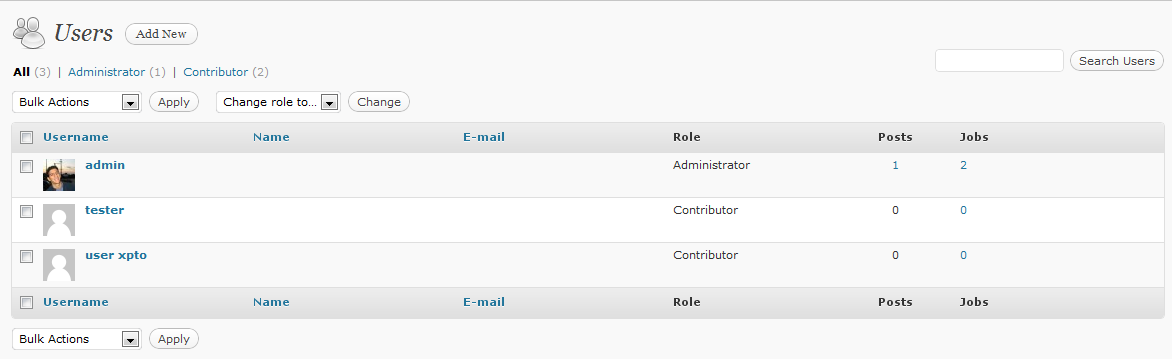 Users Add New
All (3) | Administrator (1) | Contributor (2)
Search Users
Bulk Actions Apply Change role to... Change
Username Name E-mail Role Posts Jobs
admin Administrator 1 2
tester Contributor 0 0
user xpto Contributor 0 0
Username Name E-mail Role Posts Jobs
Bulk Actions Apply